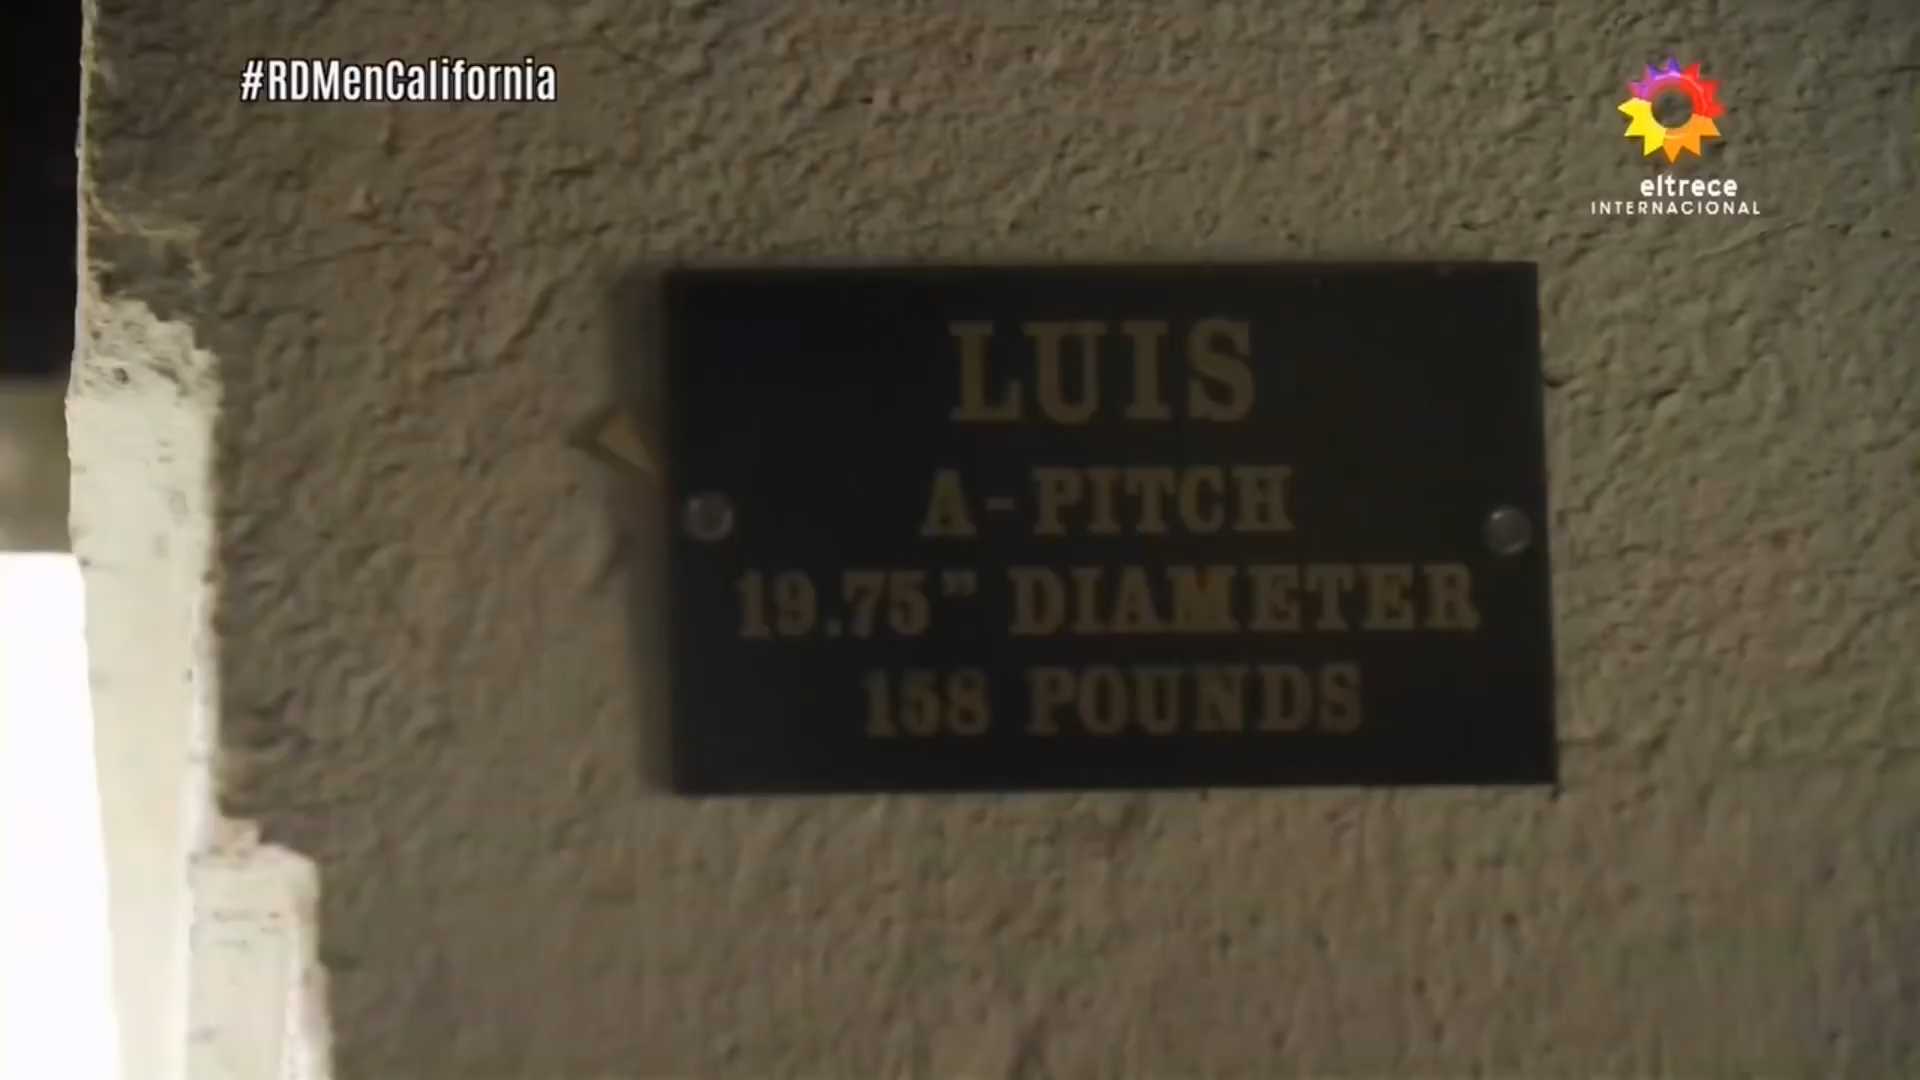 #RDMenCalifornia
eltrece
INTERNACIONAL
LUIS
A-PITCH
19.75" DIAMETER
158 POUNDS